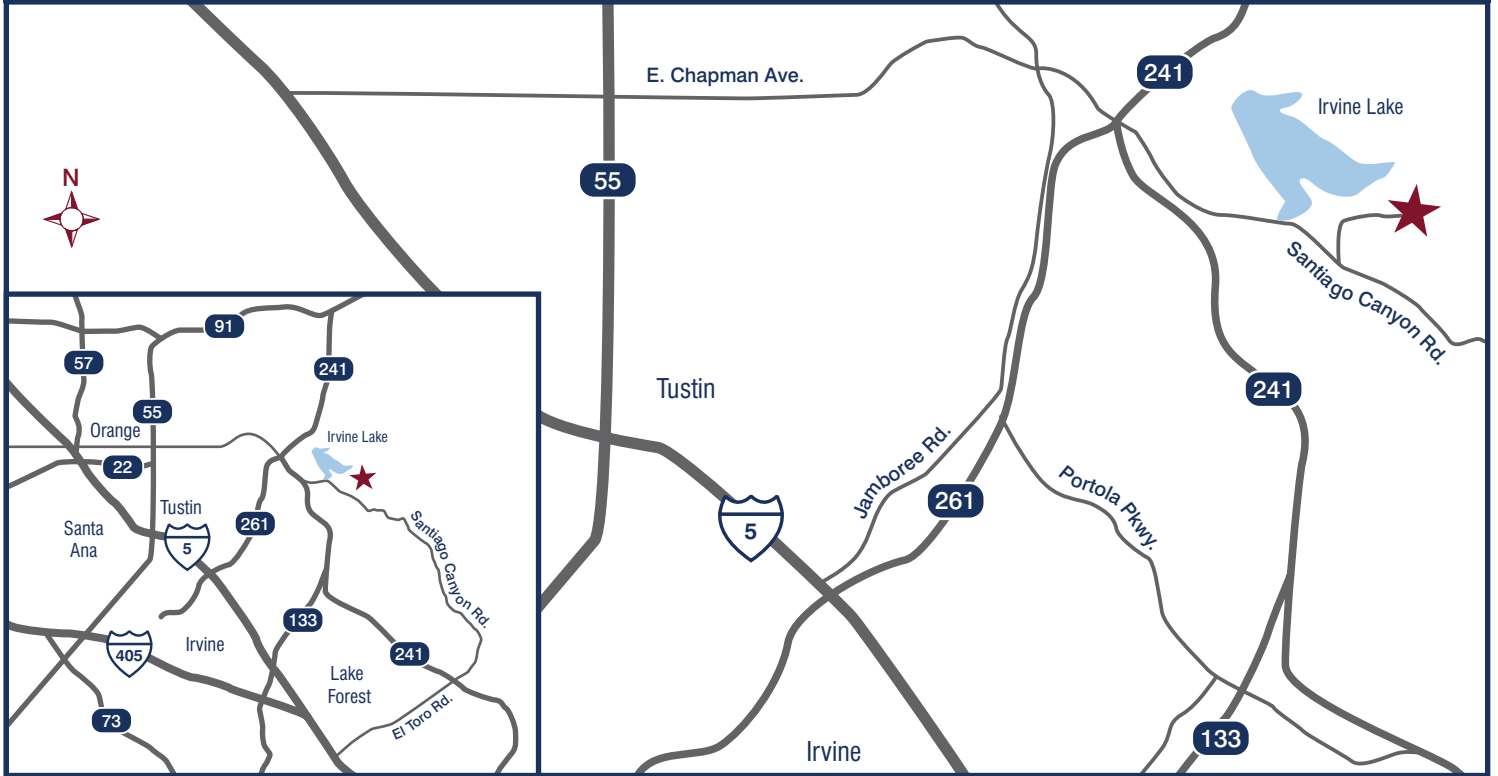 E. Chapman Ave.
241
Irvine Lake
N
55
Santiago Canyon Rd.
Tustin
241
Jamboree Rd.
261
Portola Pkwy.
5
133
Irvine
91
57
241
55
Orange
Irvine Lake
22
Tustin
261
Santa
Ana
5
Santiago Canyon Rd.
133
405
Irvine
241
Lake
Forest
73
El Toro Rd.